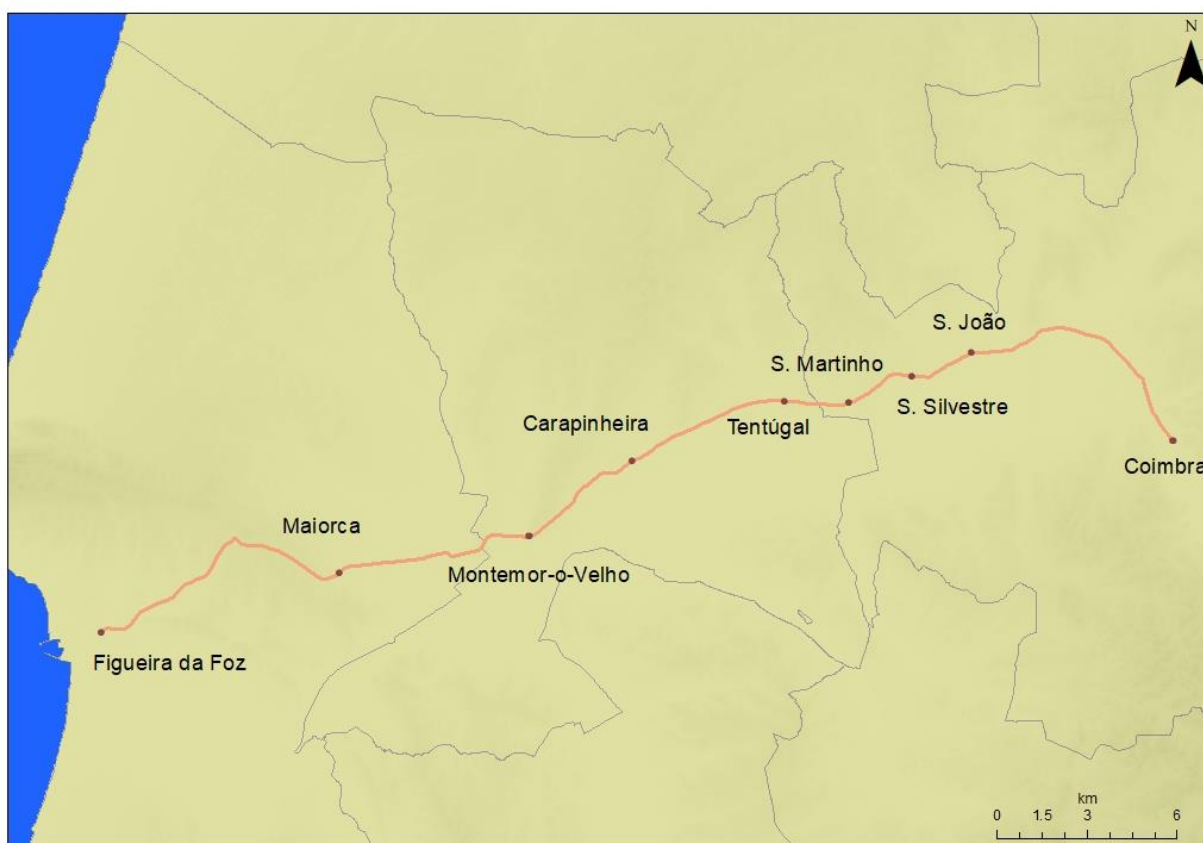 N
S. João
S. Martinho
S. Silvestre
Carapinheira
Tentúgal
Coimbra
Maiorca
Montemor-o-Velho
Figueira da Foz
km
0 1.5 3 6